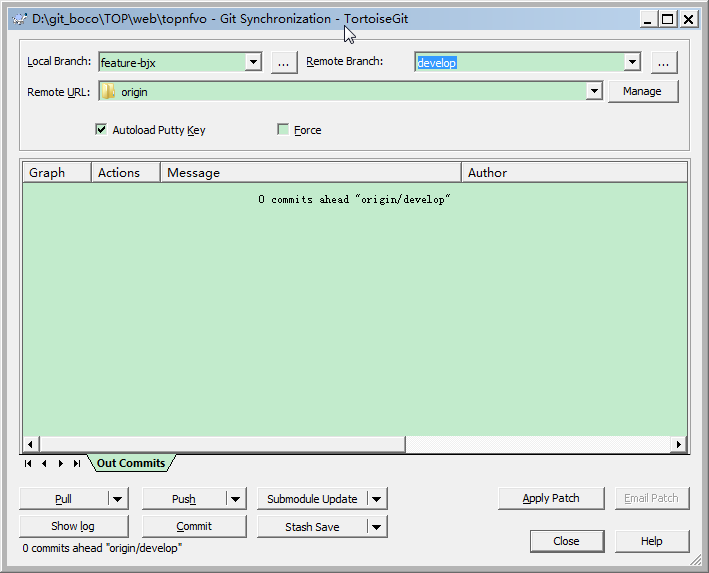 D:\git_boco\TOP\web\topnfvo - Git Synchronization - TortoiseGit
Local Branch: feature-bjx ... Remote Branch: develop ...
Remote URL: origin Manage
Autoload Putty Key Force
Graph Actions Message Author
0 commits ahead "origin/develop"
Out Commits
Pull Push Submodule Update Apply Patch Email Patch
Show log Commit Stash Save
0 commits ahead "origin/develop" Close Help